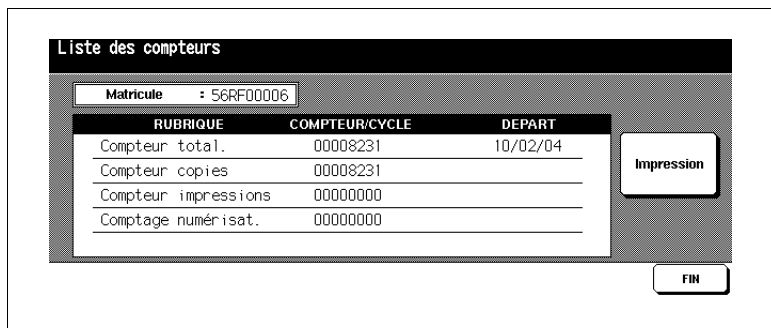 Liste des compteurs
Matricule : 56RF00006
RUBRIQUE COMPTEUR/CYCLE DEPART
Compteur total. 00008231 10/02/04
Compteur copies 00008231
Impression
Compteur impressions 00000000
Comptage numérisat. 00000000
FIN